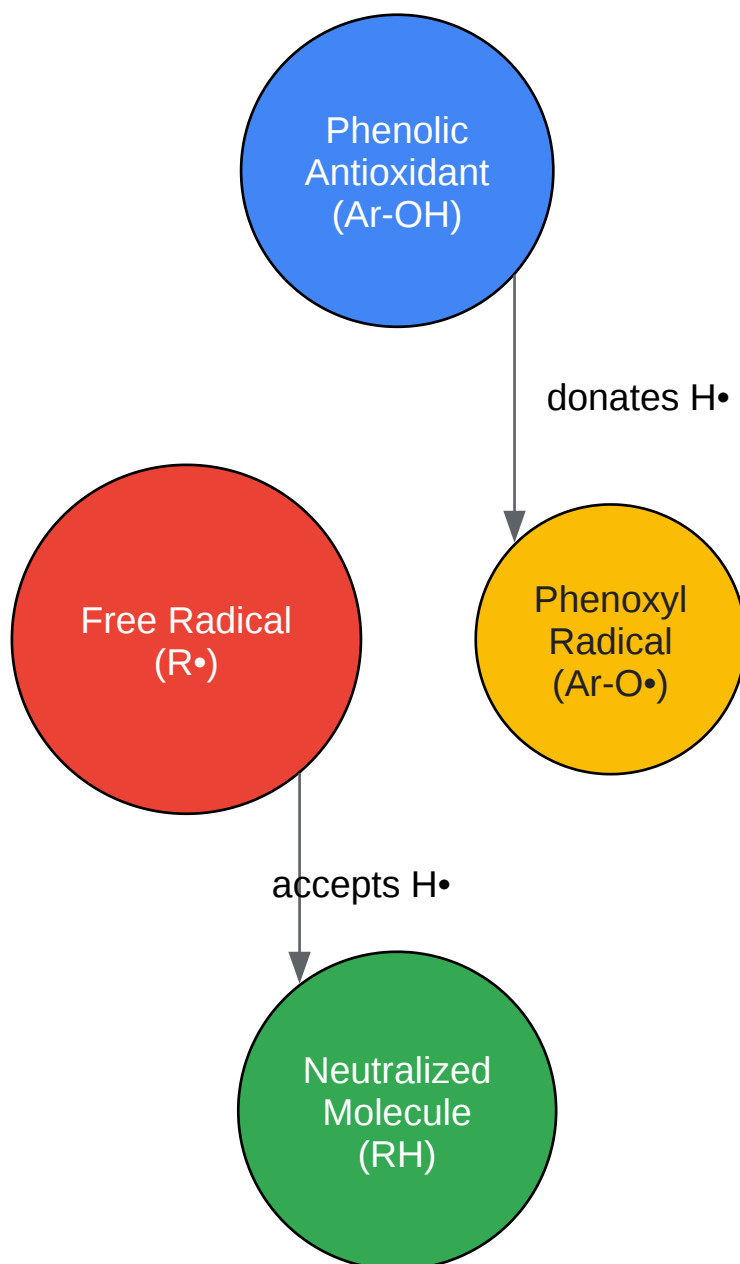 Phenolic
Antioxidant
(Ar-OH)
donates H•
Free Radical
(R•)
Phenoxyl
Radical
(Ar-O•)
accepts H•
Neutralized
Molecule
(RH)